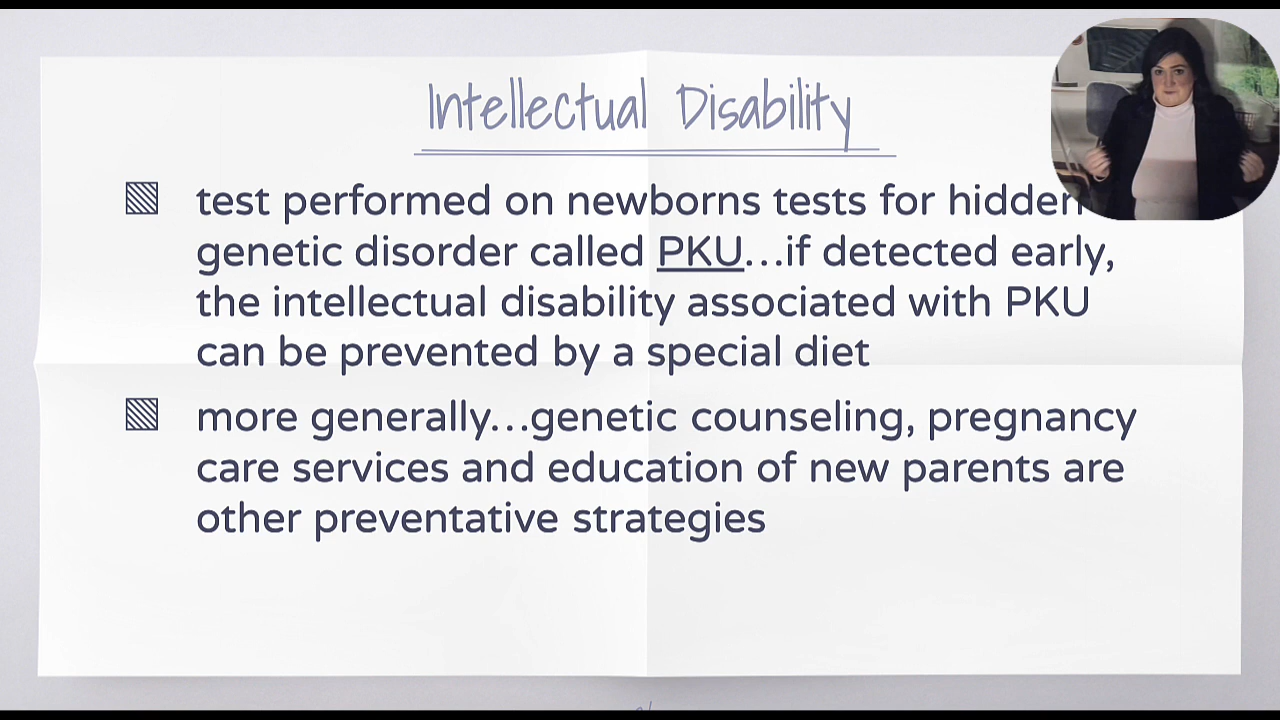 Intellectual Disability
test performed on newborns tests for hidden
genetic disorder called PKU...if detected early,
the intellectual disability associated with PKU
can be prevented by a special diet
more generally...genetic counseling, pregnancy
care services and education of new parents are
other preventative strategies